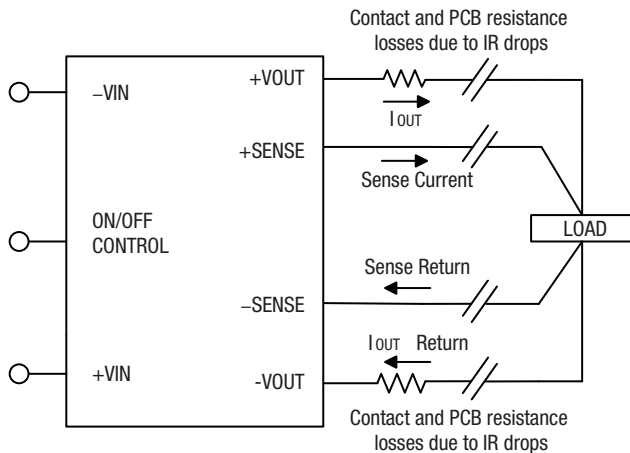 Contact and PCB resistance
losses due to IR drops
+VOUT
−VIN
IOUT
+SENSE
Sense Current
ON/OFF
CONTROL
LOAD
Sense Return
−SENSE
IOUT Return
+VIN
-VOUT
Contact and PCB resistance
losses due to IR drops